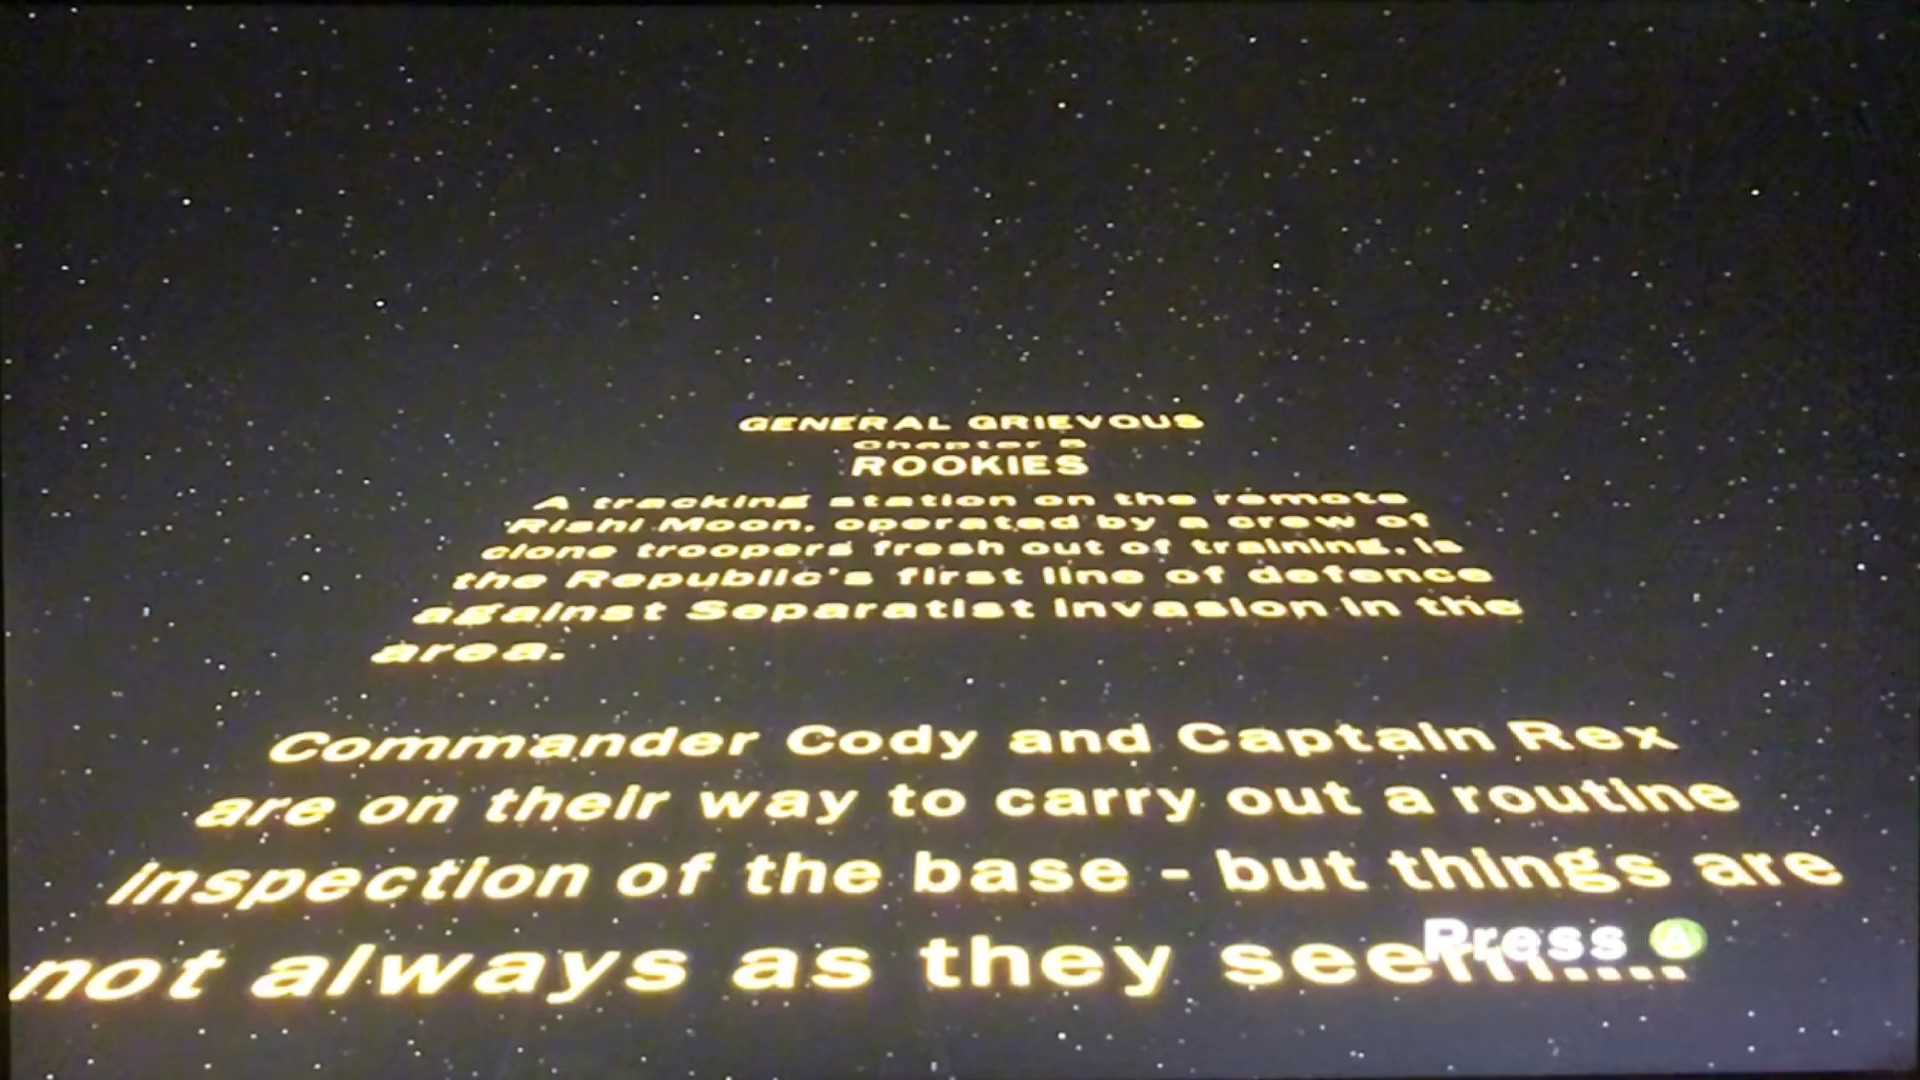 GENERAL GRIEVOUS
Chapter 5
ROOKIES
A tracking station on the remote
Rishi Moon, operated by a crew of
clone troopers fresh out of training, is
the Republic's first line of defence
against Separatist invasion in the
area.
Commander Cody and Captain Rex
are on their way to carry out a routine
inspection of the base - but things are
not always as they seem....
Press A